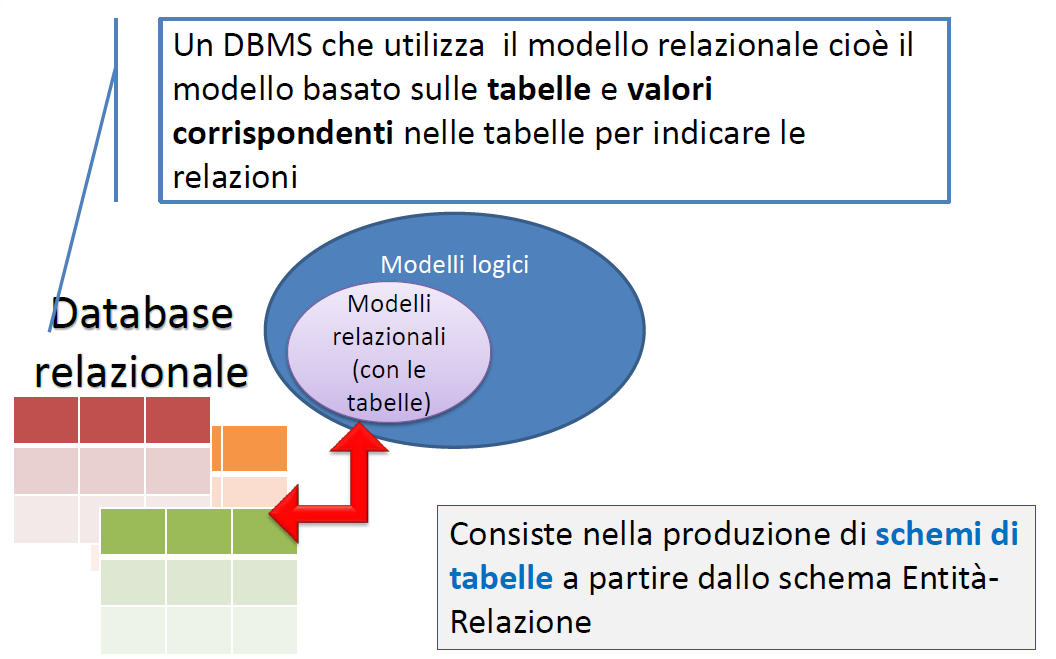 Un DBMS che utilizza  il modello relazionale cioè il
modello basato sulle tabelle e valori
corrispondenti nelle tabelle per indicare le
relazioni
Modelli logici
Modelli
relazionali
(con le
tabelle)
Database
relazionale
Consiste nella produzione di schemi di
tabelle a partire dallo schema Entità-
Relazione